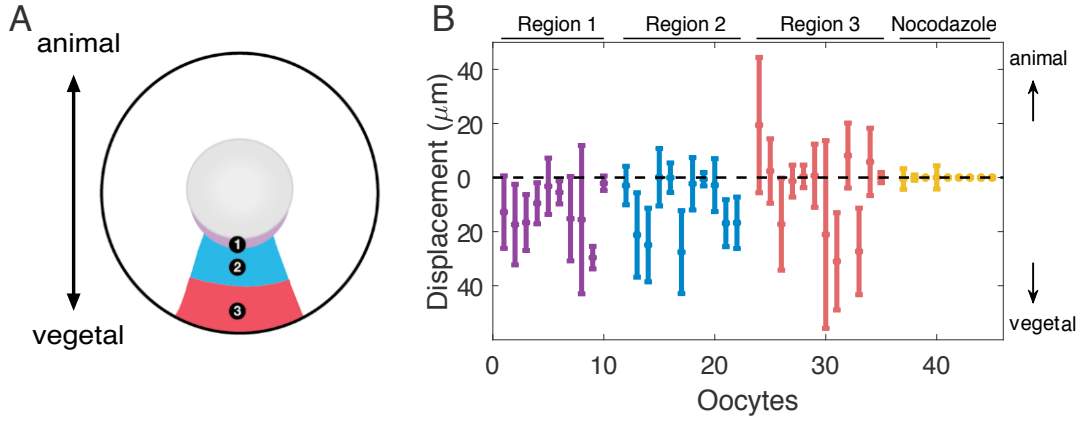 A
animal
vegetal
1
2
3
B
Region 1 Region 2 Region 3 Nocodazole
Displacement (μm)
40
20
0
20
40
0 10 20 30 40
Oocytes
animal
vegetal